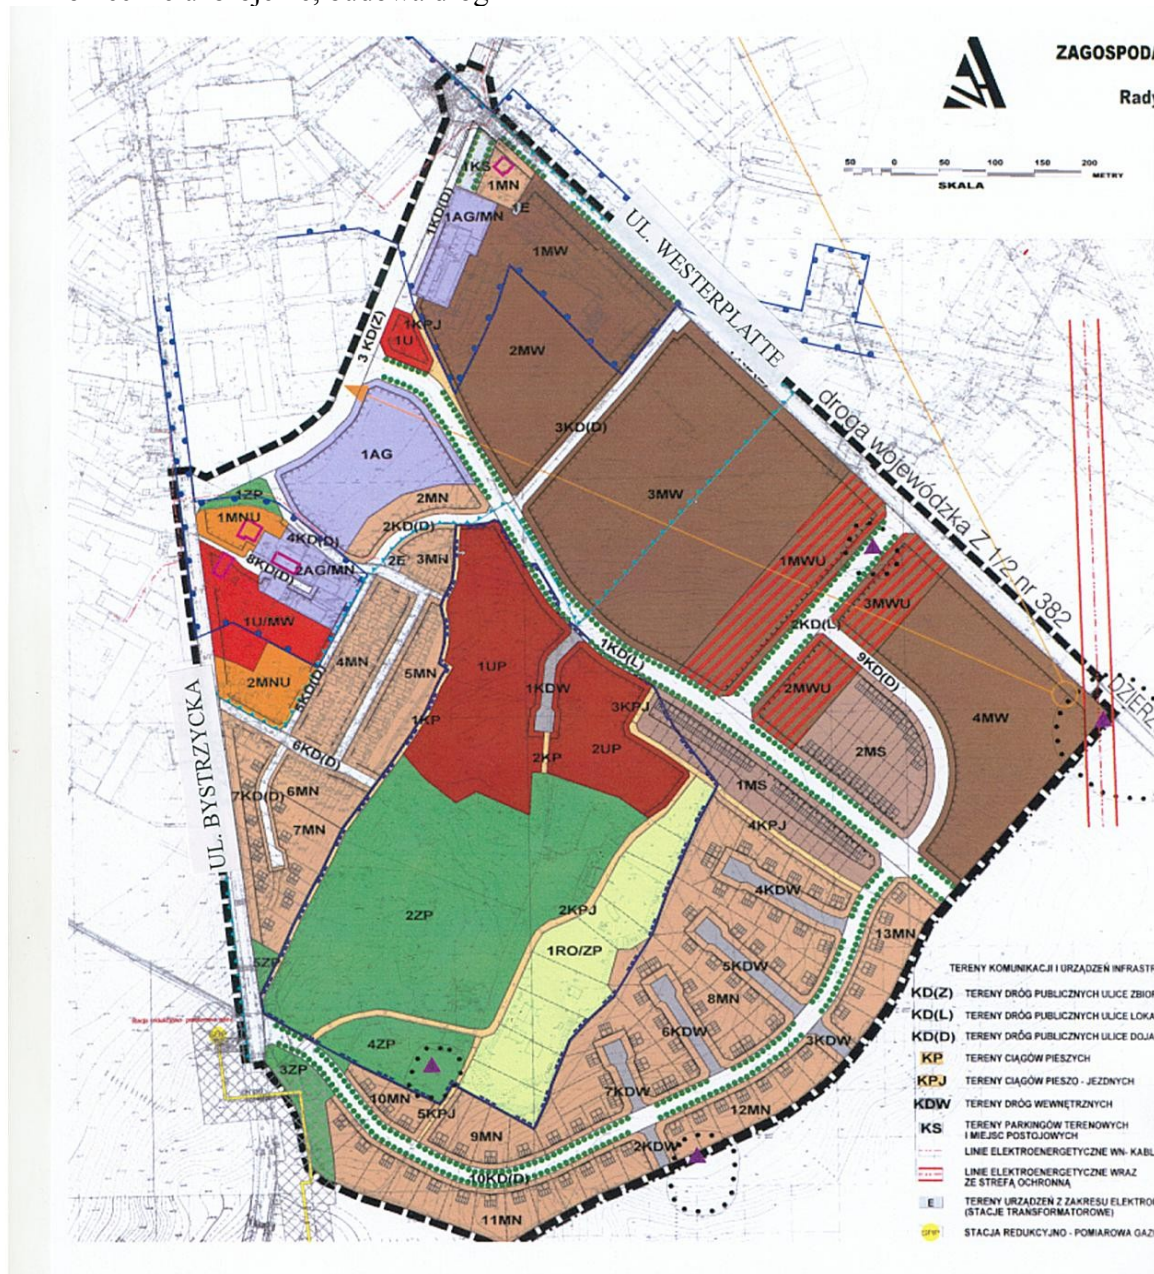 ZAGOSPODA
Rady
50 0 50 100 150 200
METRY
SKALA
UL. WESTERPLATTE
droga wojewódzka Z 1/2 nr 382
DZIERŻ
UL. BYSTRZYCKA
1KS
1MN
1E
1KD(D)
1AG/MN
1MW
3 KD(Z)
1KPJ
1U
2MW
3KD(D)
1AG
2MN
3MW
1ZP
1MNU
2KD(D)
4KD(D)
2E
3MN
8KD(D)
2AG/MN
1MWU
3MWU
2KD(L)
1U/MW
1KD(L)
4MN
5MN
1UP
9KD(D)
2MNU
5KD(D)
1KDW
2MWU
3KPJ
4MW
1KP
6KD(D)
2KP
2UP
2MS
1MS
7KD(D)
6MN
7MN
4KPJ
4KDW
2ZP
2KPJ
13MN
5ZP
1RO/ZP
5KDW
8MN
6KDW
3KDW
4ZP
3ZP
7KDW
10MN
5KPJ
12MN
9MN
2KDW
10KD(D)
11MN
TERENY KOMUNIKACJI I URZĄDZEŃ INFRASTR
KD(Z) TERENY DRÓG PUBLICZNYCH ULICE ZBIOR
KD(L) TERENY DRÓG PUBLICZNYCH ULICE LOKA
KD(D) TERENY DRÓG PUBLICZNYCH ULICE DOJA
KP TERENY CIĄGÓW PIESZYCH
KPJ TERENY CIĄGÓW PIESZO - JEZDNYCH
KDW TERENY DRÓG WEWNĘTRZNYCH
KS TERENY PARKINGÓW TERENOWYCH
I MIEJSC POSTOJOWYCH
LINIE ELEKTROENERGETYCZNE WN- KABL
LINIE ELEKTROENERGETYCZNE WRAZ
ZE STREFĄ OCHRONNĄ
E TERENY URZĄDZEŃ Z ZAKRESU ELEKTRO
(STACJE TRANSFORMATOROWE)
STACJA REDUKCYJNO - POMIAROWA GAZ